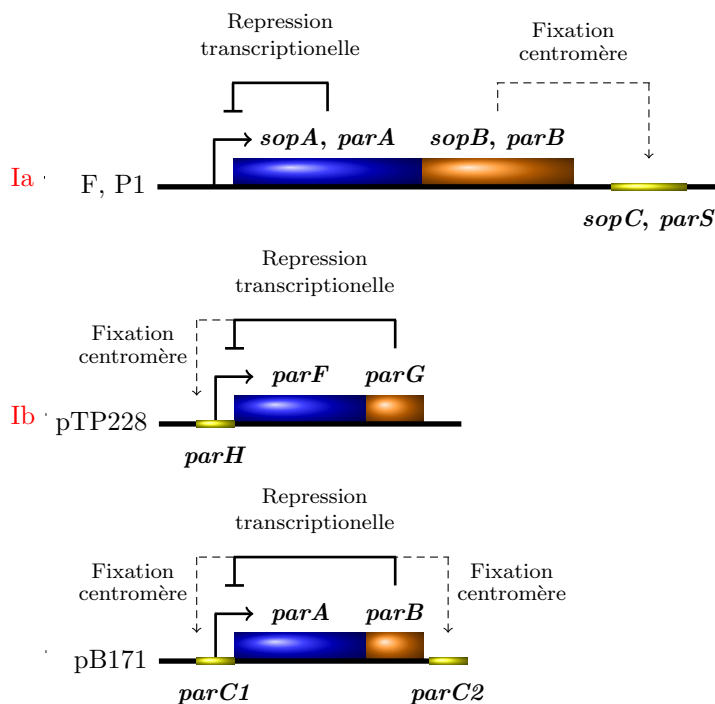 Repression
transcriptionelle
Fixation
centromère
sopA, parA
sopB, parB
Ia
F, P1
sopC, parS
Repression
transcriptionelle
Fixation
centromère
parF
parG
Ib
pTP228
parH
Repression
transcriptionelle
Fixation
centromère
Fixation
centromère
parA
parB
pB171
parC1
parC2